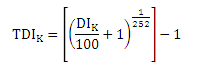 TDI_K = [(DI_K/100 + 1)^(1/252)] − 1